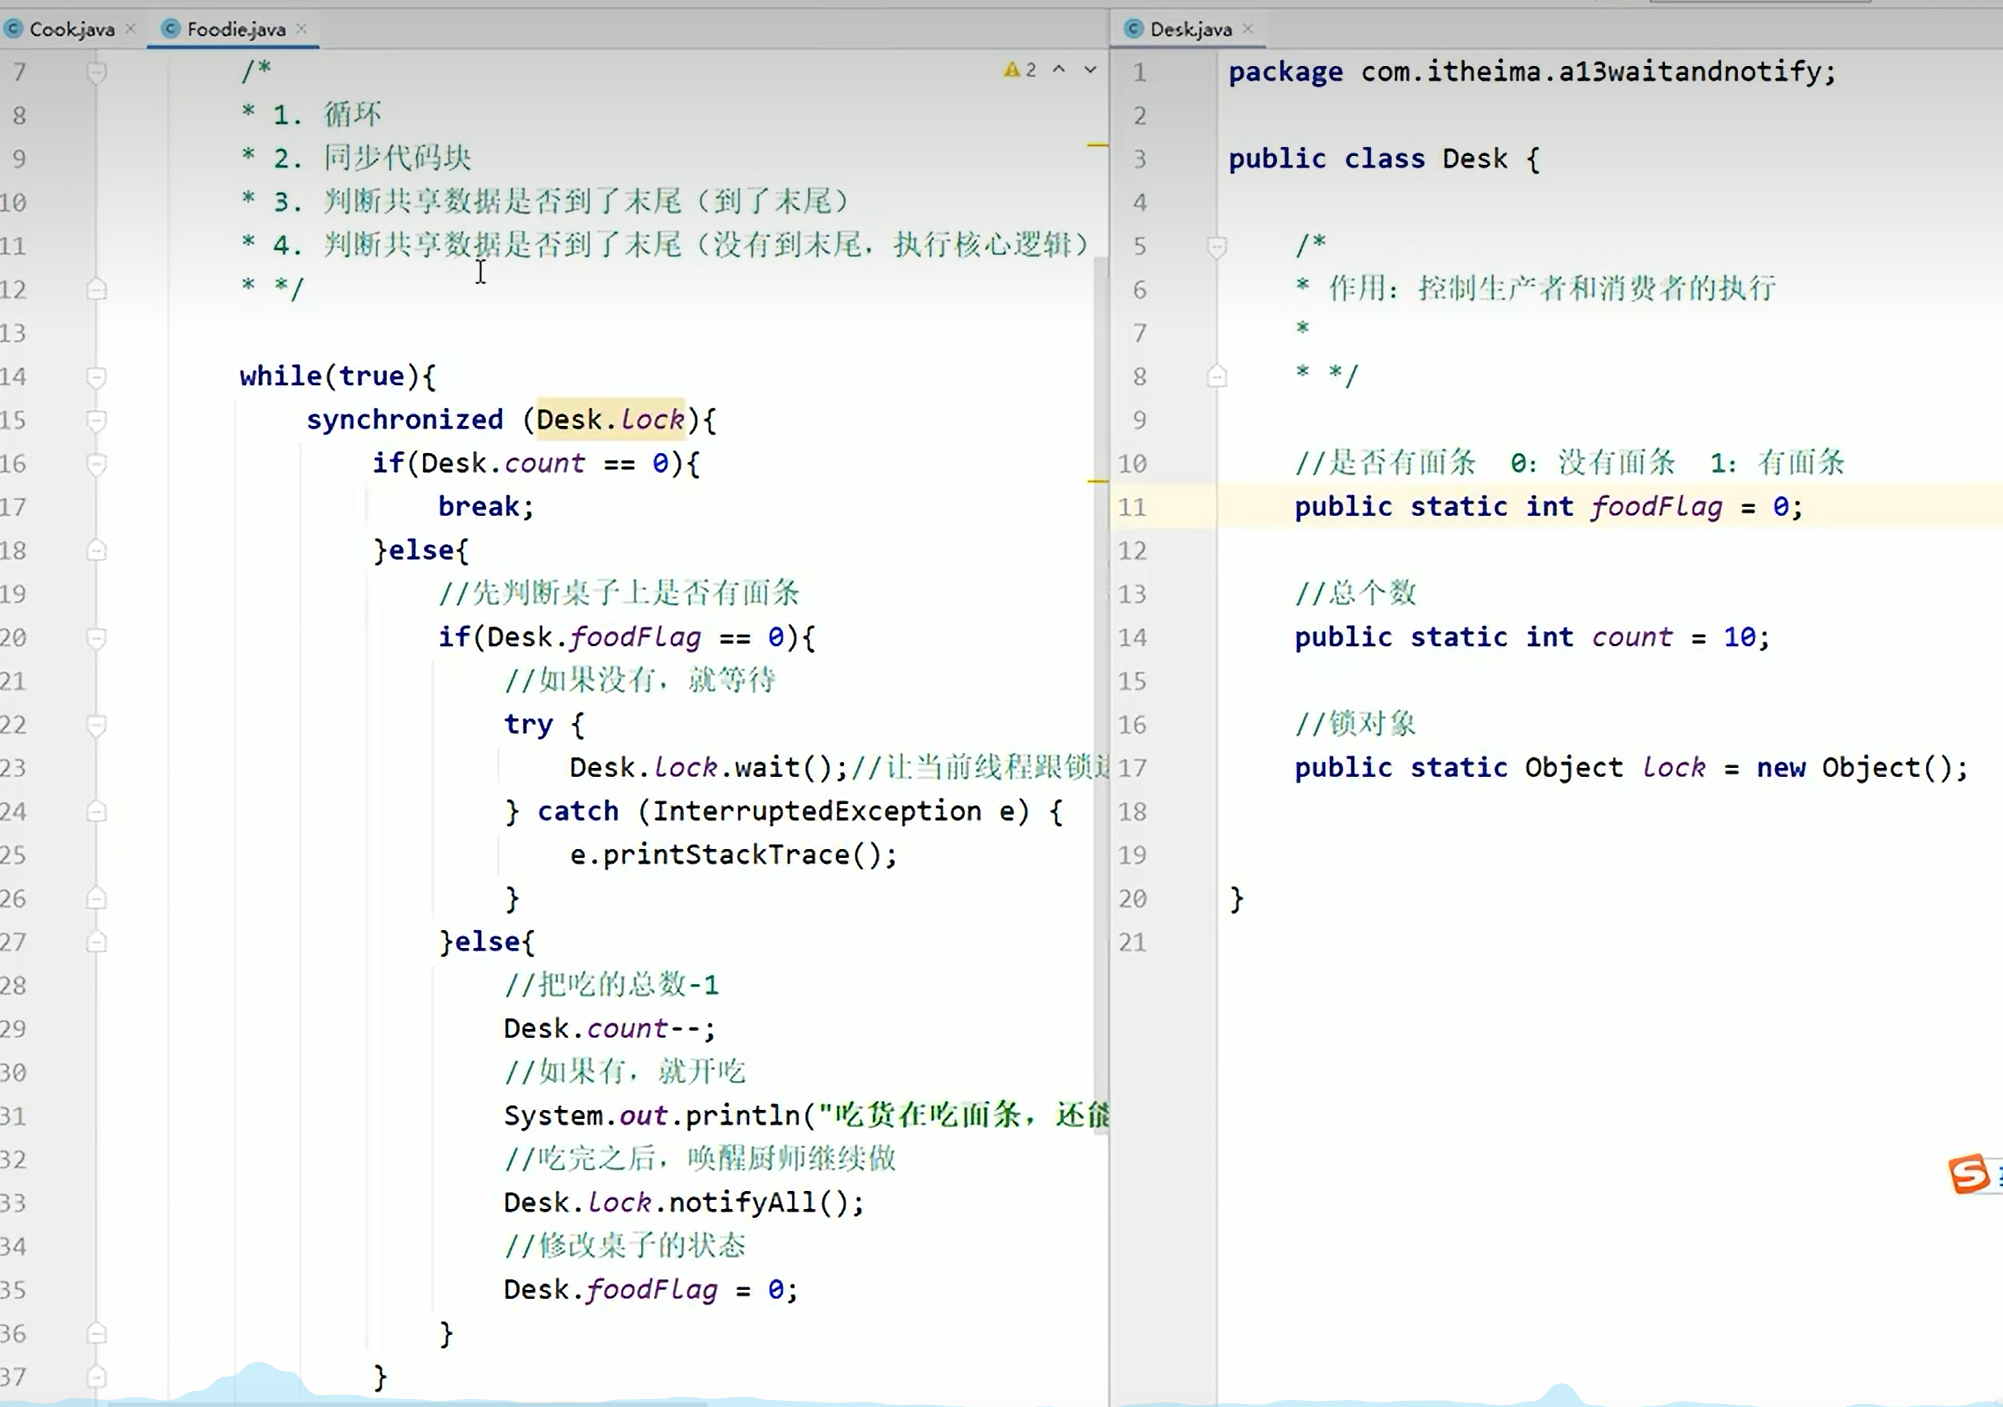 Cook.java
Foodie.java
2
7 /*
8 * 1. 循环
9 * 2. 同步代码块
10 * 3. 判断共享数据是否到了末尾（到了末尾）
11 * 4. 判断共享数据是否到了末尾（没有到末尾，执行核心逻辑）
12 * */
13
14 while(true){
15 synchronized (Desk.lock){
16 if(Desk.count == 0){
17 break;
18 }else{
19 //先判断桌子上是否有面条
20 if(Desk.foodFlag == 0){
21 //如果没有，就等待
22 try {
23 Desk.lock.wait();//让当前线程跟锁
24 } catch (InterruptedException e) {
25 e.printStackTrace();
26 }
27 }else{
28 //把吃的总数-1
29 Desk.count--;
30 //如果有，就开吃
31 System.out.println("吃货在吃面条，还能
32 //吃完之后，唤醒厨师继续做
33 Desk.lock.notifyAll();
34 //修改桌子的状态
35 Desk.foodFlag = 0;
36 }
37 }
Desk.java
1 package com.itheima.a13waitandnotify;
2
3 public class Desk {
4
5 /*
6 * 作用：控制生产者和消费者的执行
7 *
8 * */
9
10 //是否有面条 0：没有面条 1：有面条
11 public static int foodFlag = 0;
12
13 //总个数
14 public static int count = 10;
15
16 //锁对象
17 public static Object lock = new Object();
18
19
20 }
21